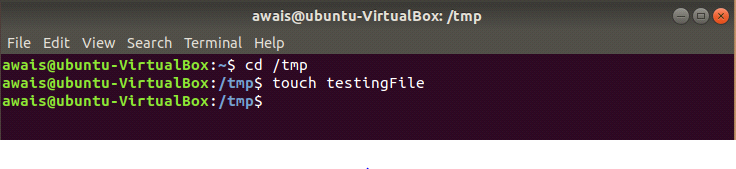 awais@ubuntu-VirtualBox: /tmp
File Edit View Search Terminal Help
awais@ubuntu-VirtualBox:~$ cd /tmp
awais@ubuntu-VirtualBox:/tmp$ touch testingFile
awais@ubuntu-VirtualBox:/tmp$